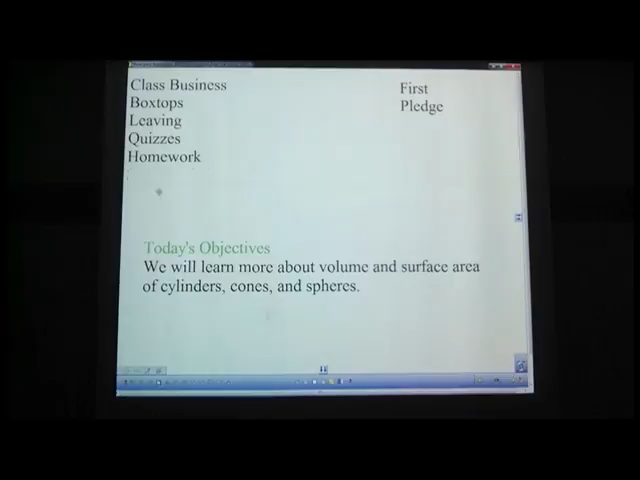 Class Business
Boxtops
Leaving
Quizzes
Homework
First
Pledge
Today's Objectives
We will learn more about volume and surface area
of cylinders, cones, and spheres.